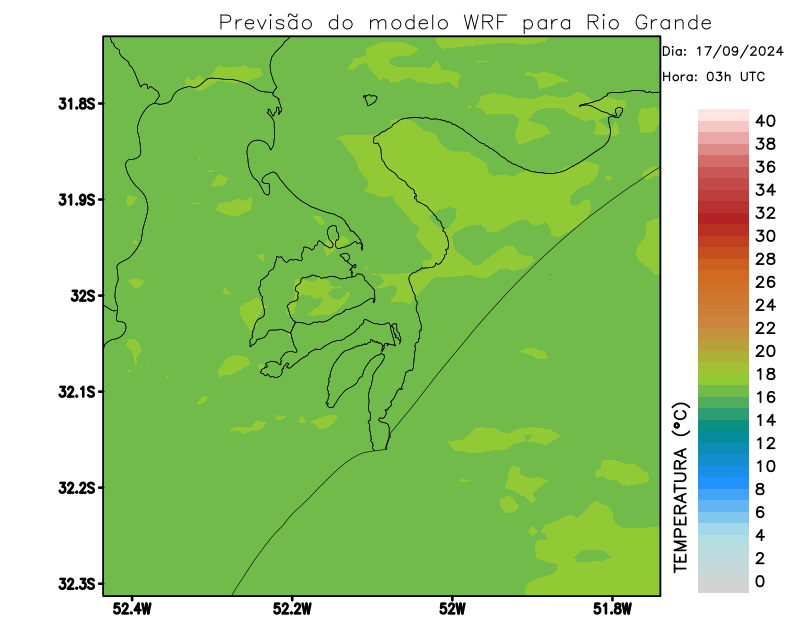 Previsão do modelo WRF para Rio Grande
Dia: 17/09/2024
Hora: 03h UTC
31.8S
31.9S
32S
32.1S
32.2S
32.3S
52.4W
52.2W
52W
51.8W
TEMPERATURA (°C)
40
38
36
34
32
30
28
26
24
22
20
18
16
14
12
10
8
6
4
2
0